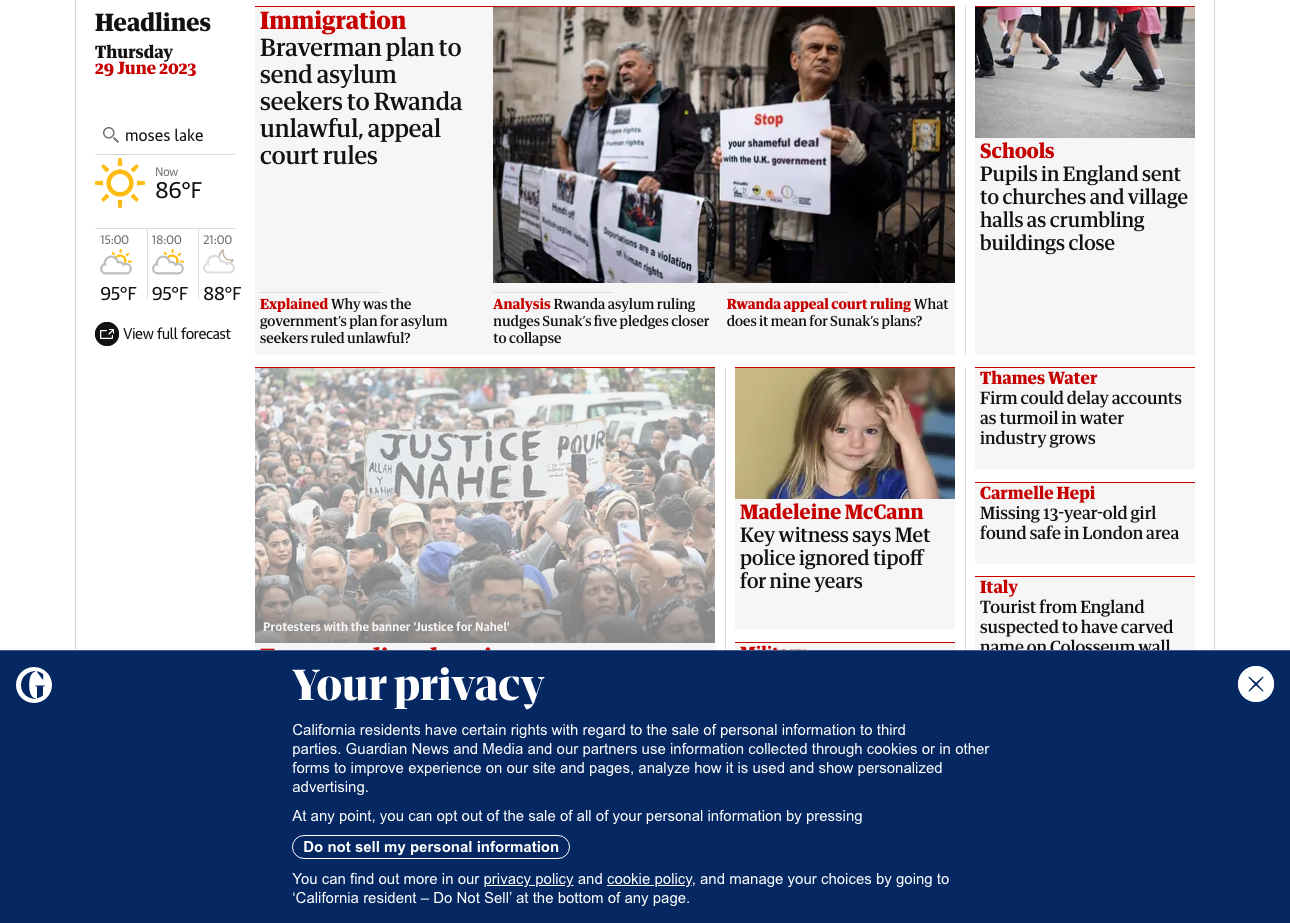 Headlines
Thursday
29 June 2023
moses lake
Now
86°F
15:00
18:00
21:00
95°F
95°F
88°F
View full forecast
Immigration
Braverman plan to
send asylum
seekers to Rwanda
unlawful, appeal
court rules
Stop
your shameful deal
with the U.K. government
Deportations are a violation
of human rights
Explained Why was the
government's plan for asylum
seekers ruled unlawful?
Analysis Rwanda asylum ruling
nudges Sunak's five pledges closer
to collapse
Rwanda appeal court ruling What
does it mean for Sunak's plans?
Schools
Pupils in England sent
to churches and village
halls as crumbling
buildings close
JUSTICE POUR
NAHEL
ALLAH
Y
Protesters with the banner 'Justice for Nahel'
Madeleine McCann
Key witness says Met
police ignored tipoff
for nine years
Thames Water
Firm could delay accounts
as turmoil in water
industry grows
Carmelle Hepi
Missing 13-year-old girl
found safe in London area
Italy
Tourist from England
suspected to have carved
name on Colosseum wall
G
Your privacy
California residents have certain rights with regard to the sale of personal information to third
parties. Guardian News and Media and our partners use information collected through cookies or in other
forms to improve experience on our site and pages, analyze how it is used and show personalized
advertising.
At any point, you can opt out of the sale of all of your personal information by pressing
Do not sell my personal information
You can find out more in our privacy policy and cookie policy, and manage your choices by going to
‘California resident – Do Not Sell’ at the bottom of any page.